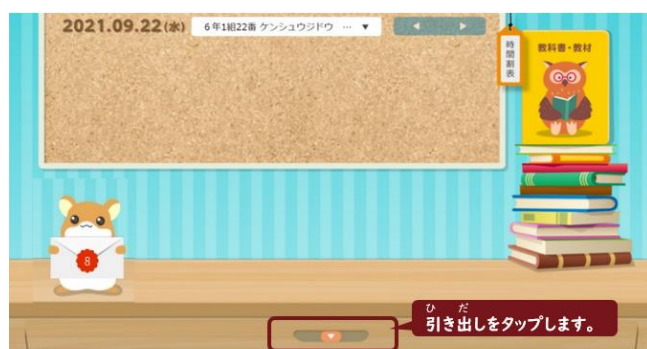 2021.09.22(水)
6年1組22番 ケンシュウジドウ … ▼
時間割表
教科書・教材
8
ひ だ
引き出しをタップします。